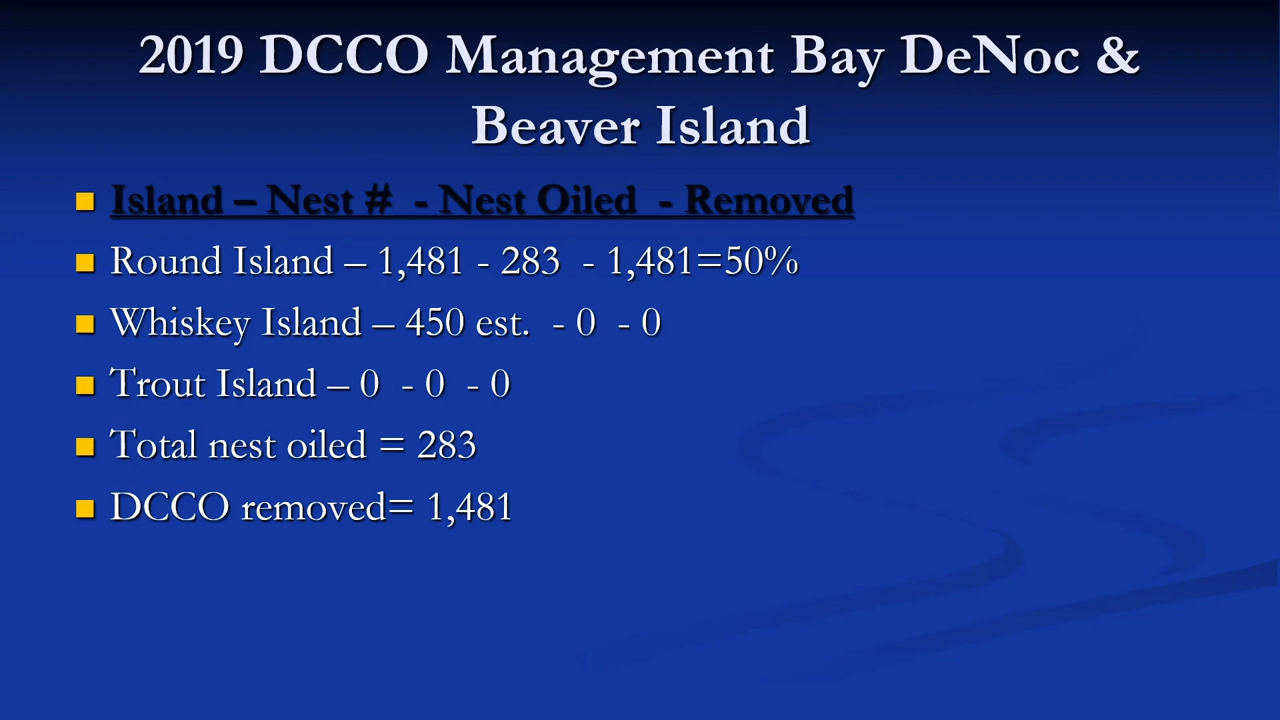 2019 DCCO Management Bay DeNoc &
Beaver Island
Island – Nest # - Nest Oiled - Removed
Round Island – 1,481 - 283 - 1,481=50%
Whiskey Island – 450 est. - 0 - 0
Trout Island – 0 - 0 - 0
Total nest oiled = 283
DCCO removed= 1,481